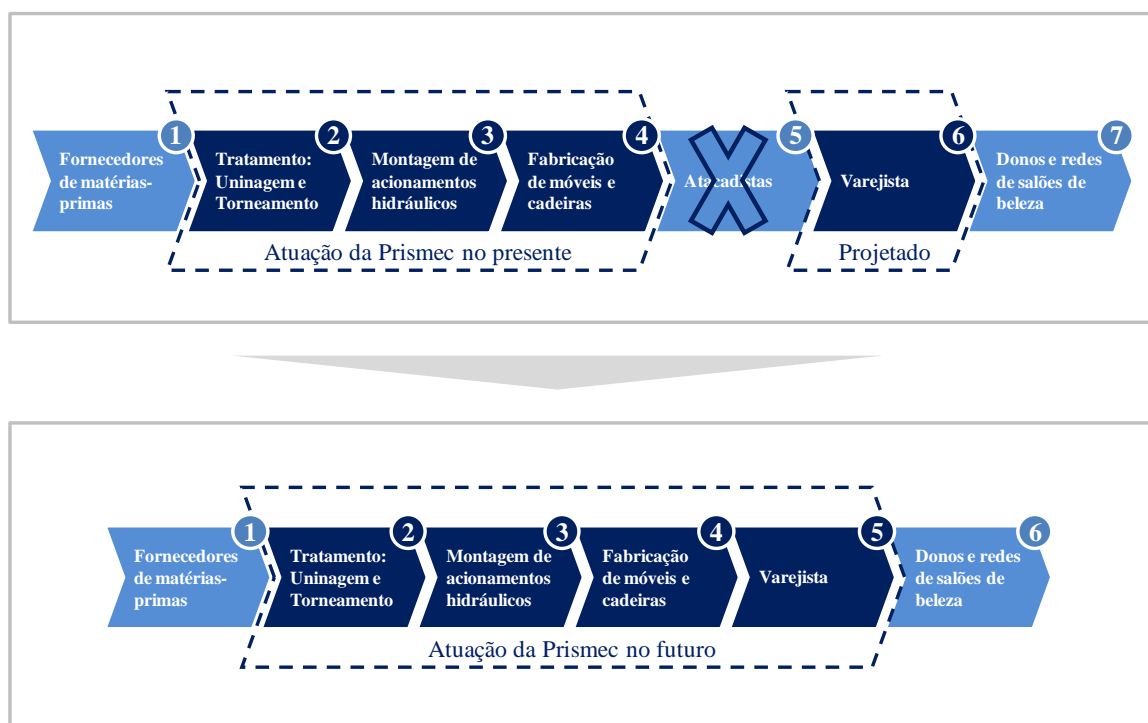 1
Fornecedores
de matérias-
primas
2
Tratamento:
Uninagem e
Torneamento
3
Montagem de
acionamentos
hidráulicos
4
Fabricação
de móveis e
cadeiras
5
Atacadistas
6
Varejista
7
Donos e redes
de salões de
beleza
Atuação da Prismec no presente
Projetado
1
Fornecedores
de matérias-
primas
2
Tratamento:
Uninagem e
Torneamento
3
Montagem de
acionamentos
hidráulicos
4
Fabricação
de móveis e
cadeiras
5
Varejista
6
Donos e redes
de salões de
beleza
Atuação da Prismec no futuro